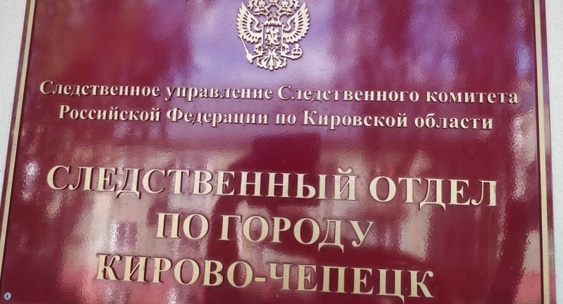 Следственное управление Следственного комитета
Российской Федерации по Кировской области
СЛЕДСТВЕННЫЙ ОТДЕЛ
ПО ГОРОДУ
КИРОВО-ЧЕПЕЦК